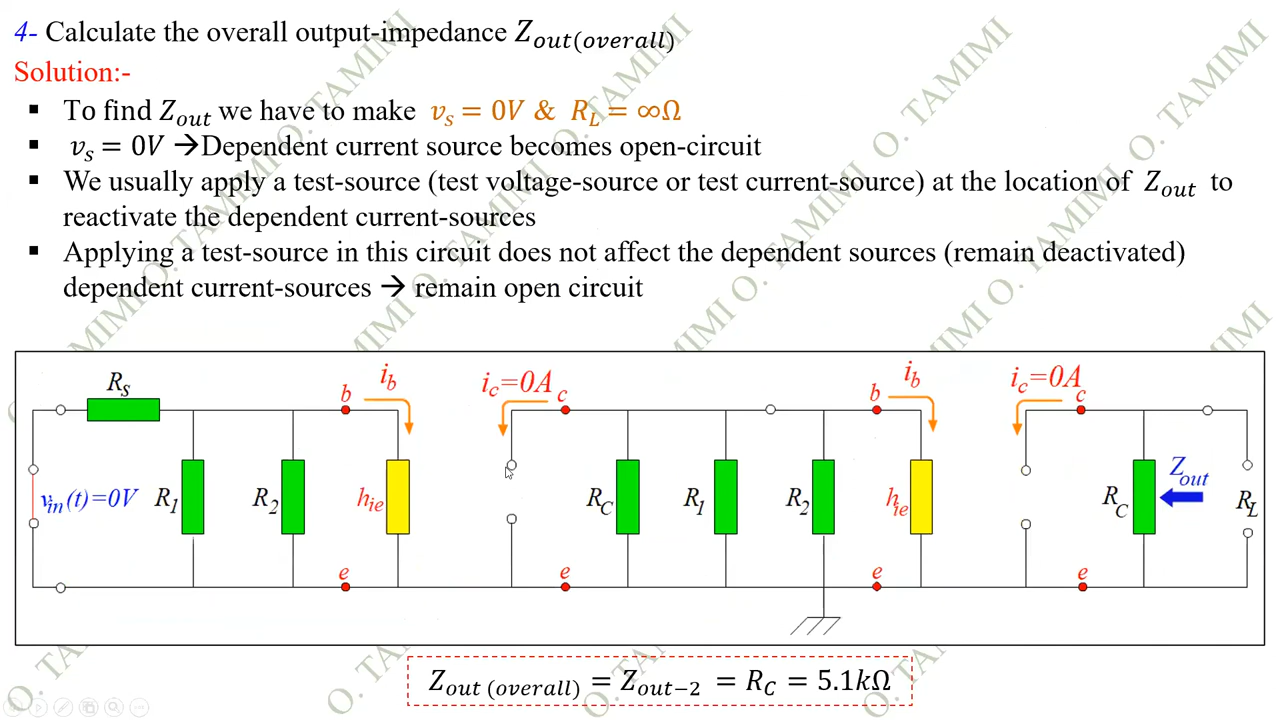 4- Calculate the overall output-impedance Z_out(overall)
Solution:-
▪ To find Z_out we have to make v_s = 0V & R_L = ∞Ω
▪ v_s = 0V →Dependent current source becomes open-circuit
▪ We usually apply a test-source (test voltage-source or test current-source) at the location of Z_out to
reactivate the dependent current-sources
▪ Applying a test-source in this circuit does not affect the dependent sources (remain deactivated)
dependent current-sources → remain open circuit
R_s b i_b i_c=0A c b i_b i_c=0A c
v_in(t)=0V R_1 R_2 h_ie R_C R_1 R_2 h_ie R_C Z_out R_L
e e e e
Z_out (overall) = Z_out−2 = R_C = 5.1kΩ
O. TAMIMI